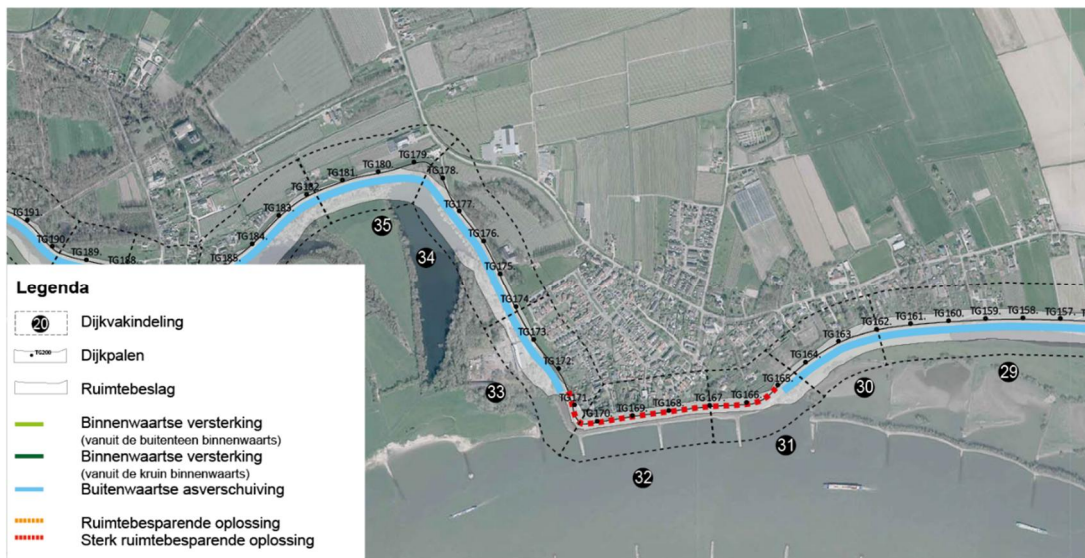 TG179.
TG180.
TG178.
TG181.
TG182.
TG177.
TG183.
TG191.
35
TG176.
TG190.
TG184.
34
TG189.
TG188.
TG185.
TG175.
TG174.
TG158.
TG159.
TG157.
TG160.
TG161.
TG162.
TG163
TG173.
TG164.
29
TG172.
TG165.
30
33
TG171.
TG166.
TG167.
TG168.
TG169
TG170.
31
32
Legenda
20 Dijkvakindeling
TG200 Dijkpalen
Ruimtebeslag
Binnenwaartse versterking
(vanuit de buitenteen binnenwaarts)
Binnenwaartse versterking
(vanuit de kruin binnenwaarts)
Buitenwaartse asverschuiving
Ruimtebesparende oplossing
Sterk ruimtebesparende oplossing